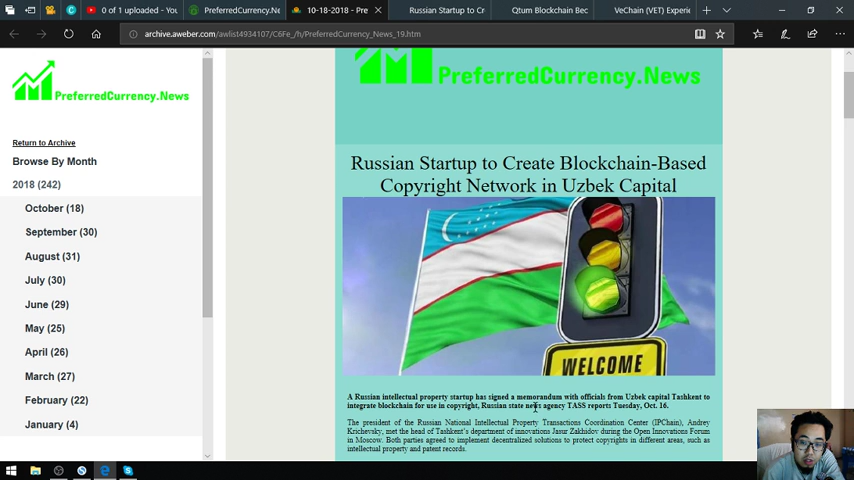 0 of 1 uploaded - You
PreferredCurrency.Ne
10-18-2018 - Pre
Russian Startup to Cr
Qtum Blockchain Bec
VeChain (VET) Experie
archive.aweber.com/awlist4934107/C6Fe_/h/PreferredCurrency_News_19.htm
PreferredCurrency.News
Return to Archive
Browse By Month
2018 (242)
October (18)
September (30)
August (31)
July (30)
June (29)
May (25)
April (26)
March (27)
February (22)
January (4)
PreferredCurrency.News
Russian Startup to Create Blockchain-Based
Copyright Network in Uzbek Capital
WELCOME
A Russian intellectual property startup has signed a memorandum with officials from Uzbek capital Tashkent to
integrate blockchain for use in copyright, Russian state news agency TASS reports Tuesday, Oct. 16.
The president of the Russian National Intellectual Property Transactions Coordination Center (IPChain), Andrey
Krichevsky, met the head of Tashkent's department of innovations Jasur Zakhidov during the Open Innovations Forum
in Moscow. Both parties agreed to implement decentralized solutions to protect copyrights in different areas, such as
intellectual property and patent records.